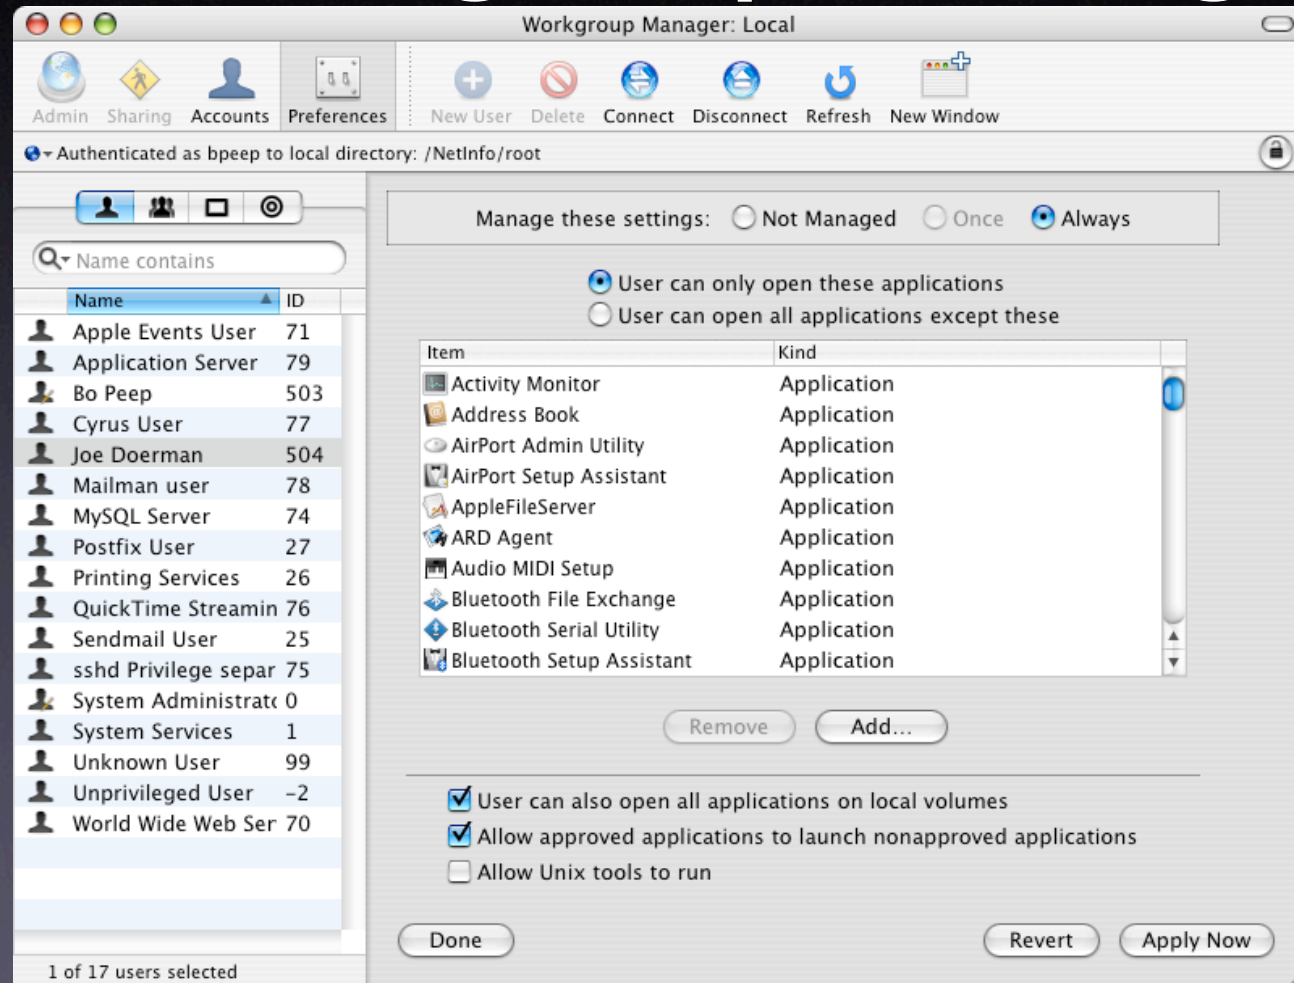 Workgroup Manager: Local
Admin Sharing Accounts Preferences New User Delete Connect Disconnect Refresh New Window
Authenticated as bpeep to local directory: /NetInfo/root
Manage these settings: Not Managed Once Always
Name contains
User can only open these applications
User can open all applications except these
Name ID
Apple Events User 71
Application Server 79
Bo Peep 503
Cyrus User 77
Joe Doerman 504
Mailman user 78
MySQL Server 74
Postfix User 27
Printing Services 26
QuickTime Streamin 76
Sendmail User 25
sshd Privilege separ 75
System Administratc 0
System Services 1
Unknown User 99
Unprivileged User -2
World Wide Web Ser 70
1 of 17 users selected
Item Kind
Activity Monitor Application
Address Book Application
AirPort Admin Utility Application
AirPort Setup Assistant Application
AppleFileServer Application
ARD Agent Application
Audio MIDI Setup Application
Bluetooth File Exchange Application
Bluetooth Serial Utility Application
Bluetooth Setup Assistant Application
Remove Add...
User can also open all applications on local volumes
Allow approved applications to launch nonapproved applications
Allow Unix tools to run
Done Revert Apply Now